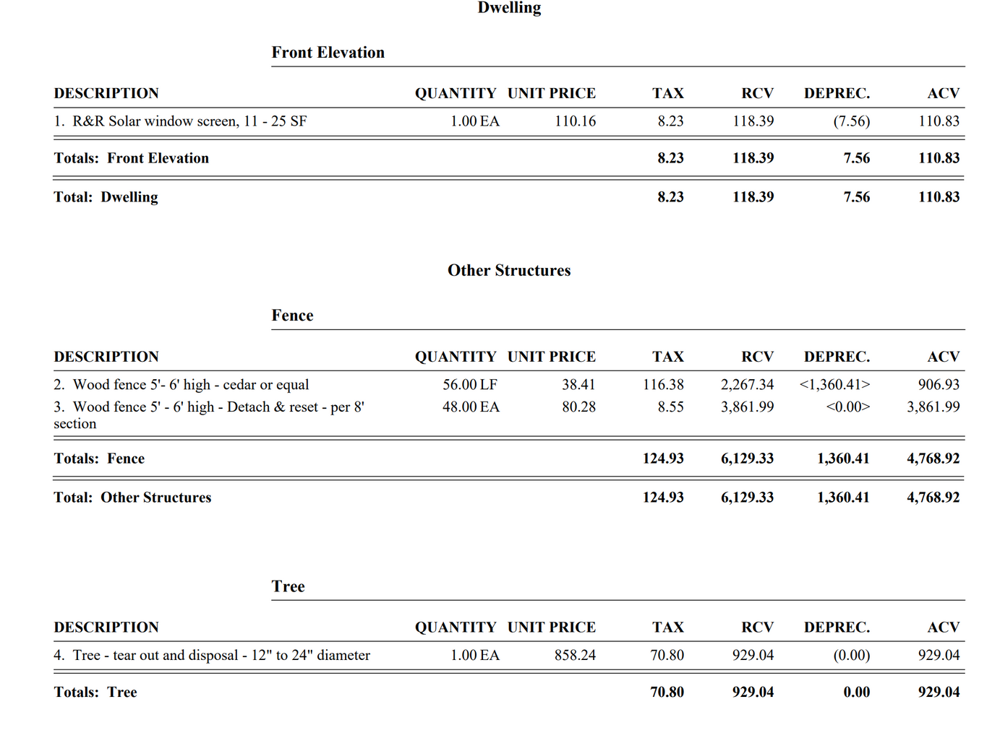 Dwelling
Front Elevation
DESCRIPTION QUANTITY UNIT PRICE TAX RCV DEPREC. ACV
1. R&R Solar window screen, 11 - 25 SF 1.00 EA 110.16 8.23 118.39 (7.56) 110.83
Totals: Front Elevation 8.23 118.39 7.56 110.83
Total: Dwelling 8.23 118.39 7.56 110.83
Other Structures
Fence
DESCRIPTION QUANTITY UNIT PRICE TAX RCV DEPREC. ACV
2. Wood fence 5'- 6' high - cedar or equal 56.00 LF 38.41 116.38 2,267.34 <1,360.41> 906.93
3. Wood fence 5' - 6' high - Detach & reset - per 8' 48.00 EA 80.28 8.55 3,861.99 <0.00> 3,861.99
section
Totals: Fence 124.93 6,129.33 1,360.41 4,768.92
Total: Other Structures 124.93 6,129.33 1,360.41 4,768.92
Tree
DESCRIPTION QUANTITY UNIT PRICE TAX RCV DEPREC. ACV
4. Tree - tear out and disposal - 12" to 24" diameter 1.00 EA 858.24 70.80 929.04 (0.00) 929.04
Totals: Tree 70.80 929.04 0.00 929.04